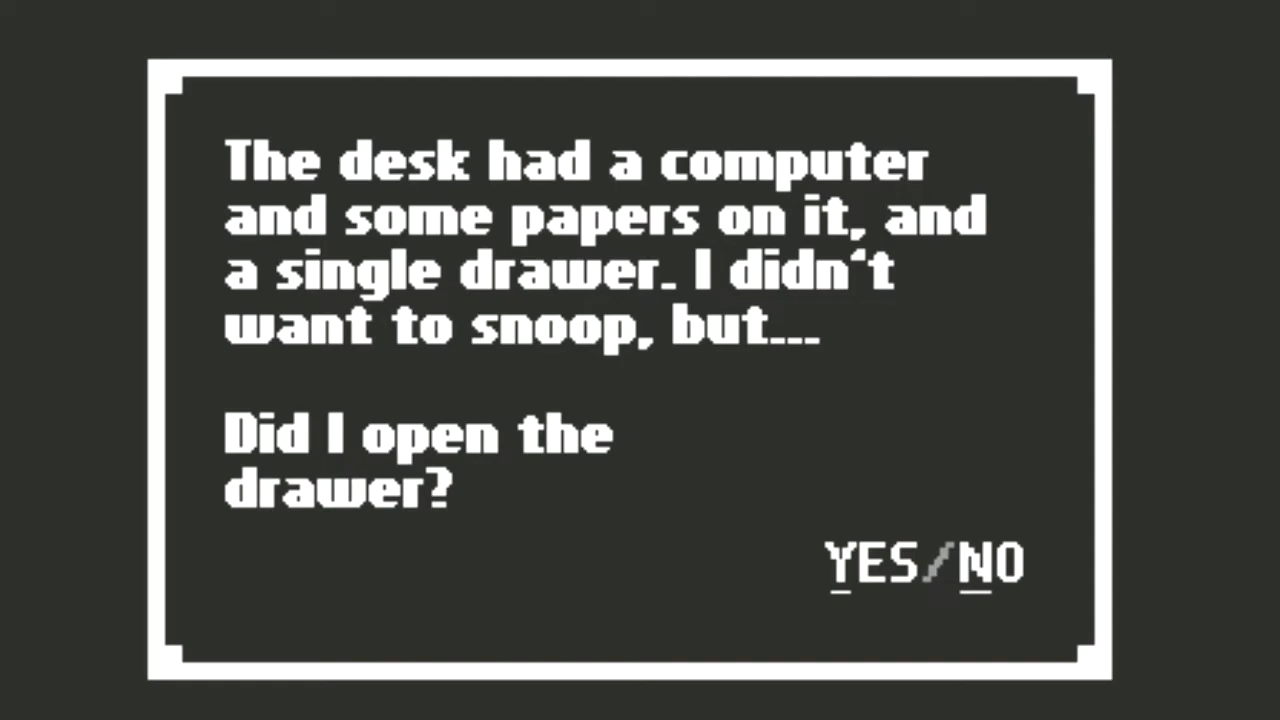 The desk had a computer
and some papers on it, and
a single drawer. I didn't
want to snoop, but...
Did I open the
drawer?
YES/NO